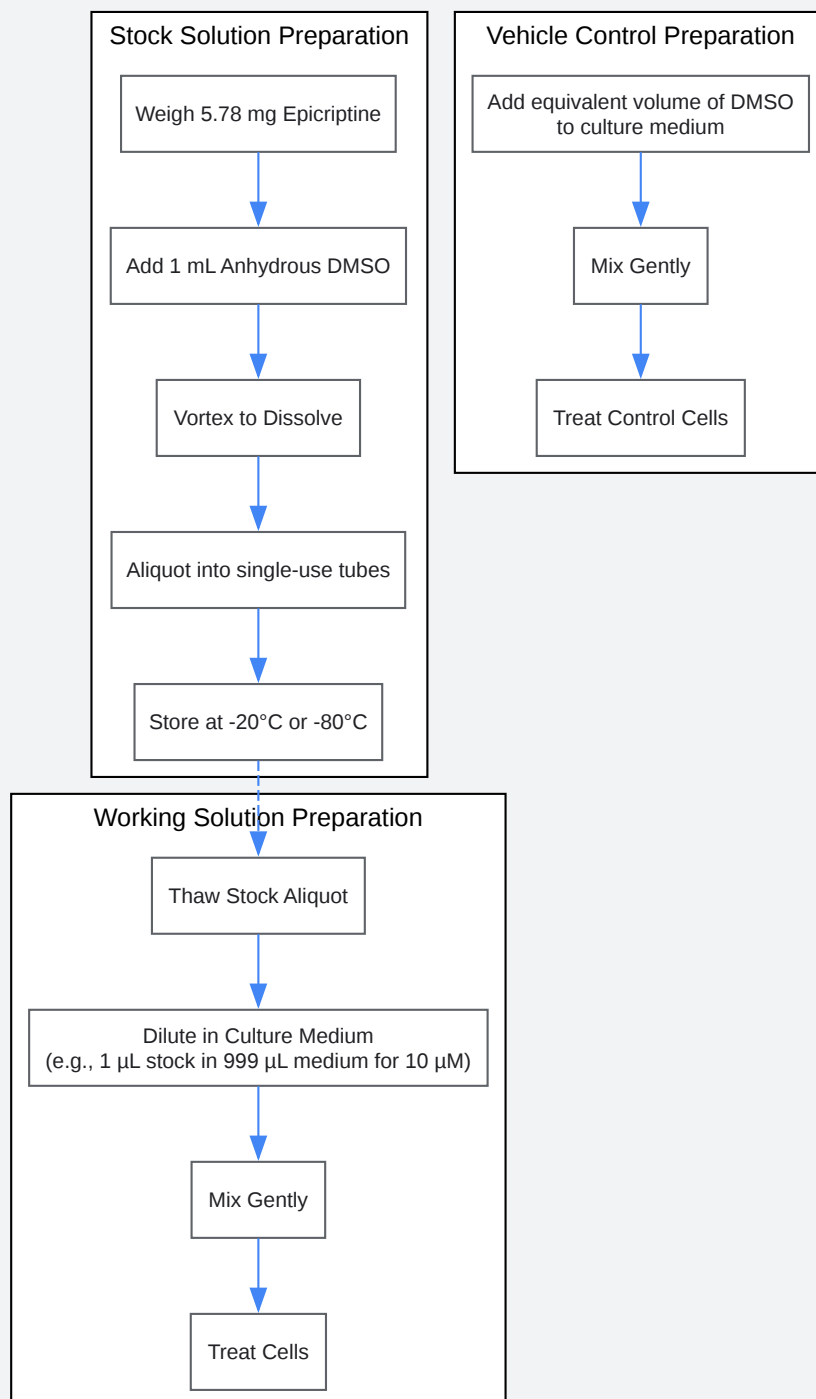 Stock Solution Preparation
Weigh 5.78 mg Epicriptine
Add 1 mL Anhydrous DMSO
Vortex to Dissolve
Aliquot into single-use tubes
Store at -20°C or -80°C
Vehicle Control Preparation
Add equivalent volume of DMSO
to culture medium
Mix Gently
Treat Control Cells
Working Solution Preparation
Thaw Stock Aliquot
Dilute in Culture Medium
(e.g., 1 µL stock in 999 µL medium for 10 µM)
Mix Gently
Treat Cells